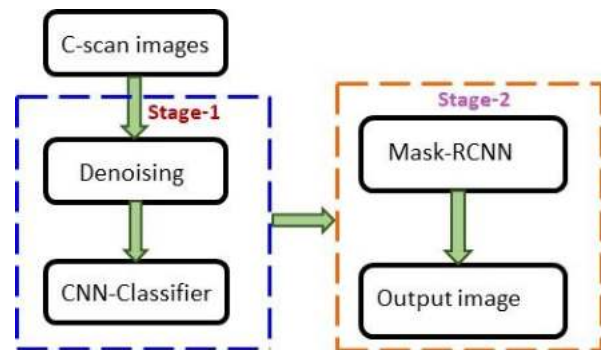 C-scan images
Stage-1
Denoising
CNN-Classifier
Stage-2
Mask-RCNN
Output image